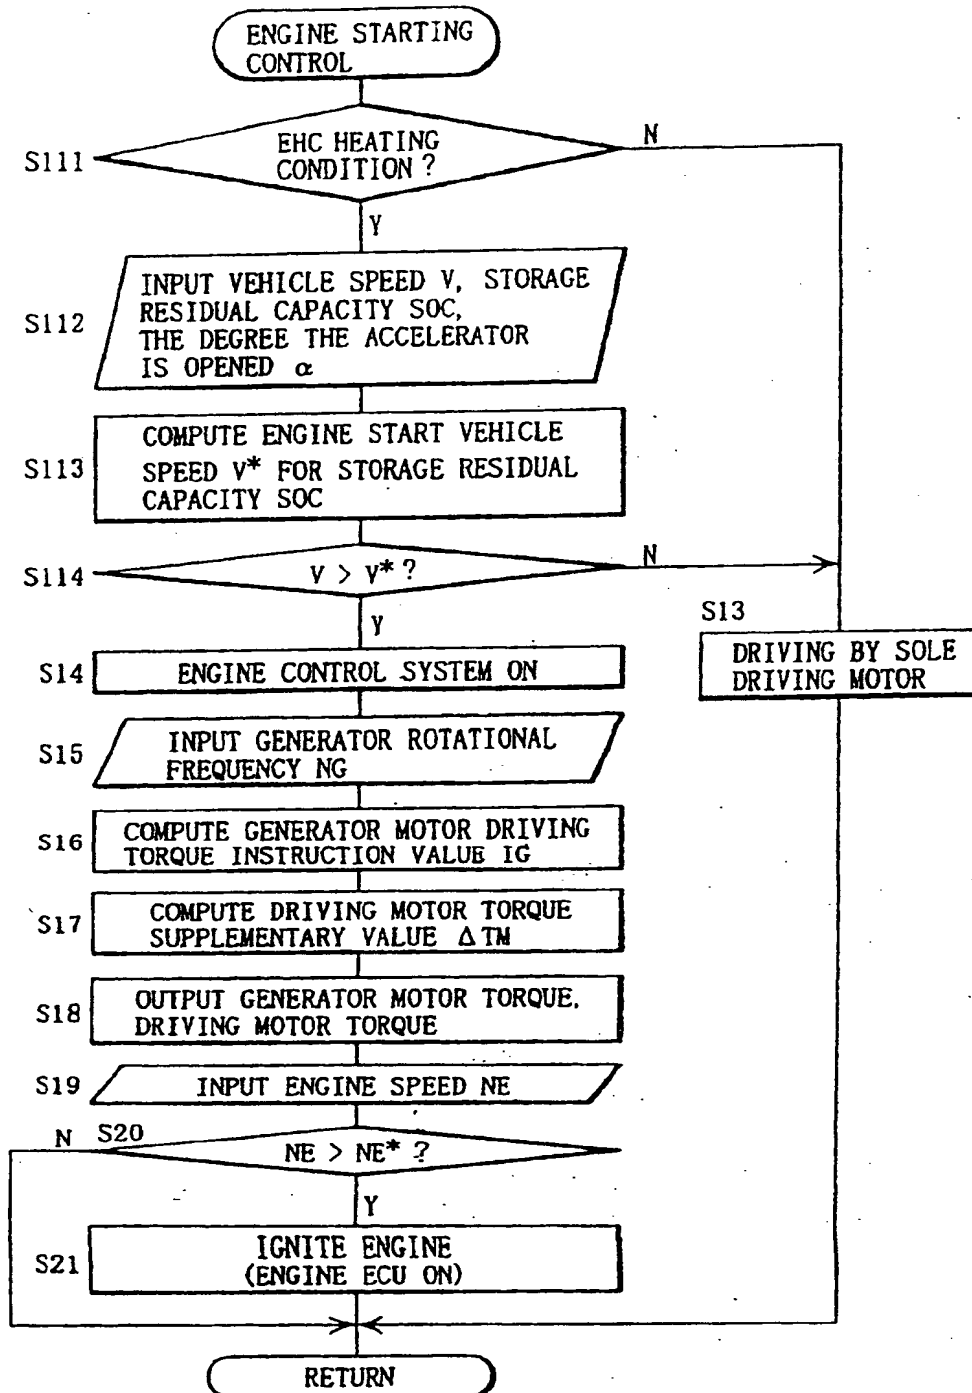 ENGINE STARTING
CONTROL
S111
EHC HEATING
CONDITION ?
N
Y
S112
INPUT VEHICLE SPEED V, STORAGE
RESIDUAL CAPACITY SOC,
THE DEGREE THE ACCELERATOR
IS OPENED α
S113
COMPUTE ENGINE START VEHICLE
SPEED V* FOR STORAGE RESIDUAL
CAPACITY SOC
S114
V > V* ?
N
Y
S13
DRIVING BY SOLE
DRIVING MOTOR
S14
ENGINE CONTROL SYSTEM ON
S15
INPUT GENERATOR ROTATIONAL
FREQUENCY NG
S16
COMPUTE GENERATOR MOTOR DRIVING
TORQUE INSTRUCTION VALUE IG
S17
COMPUTE DRIVING MOTOR TORQUE
SUPPLEMENTARY VALUE ΔTM
S18
OUTPUT GENERATOR MOTOR TORQUE,
DRIVING MOTOR TORQUE
S19
INPUT ENGINE SPEED NE
N
S20
NE > NE* ?
Y
S21
IGNITE ENGINE
(ENGINE ECU ON)
RETURN